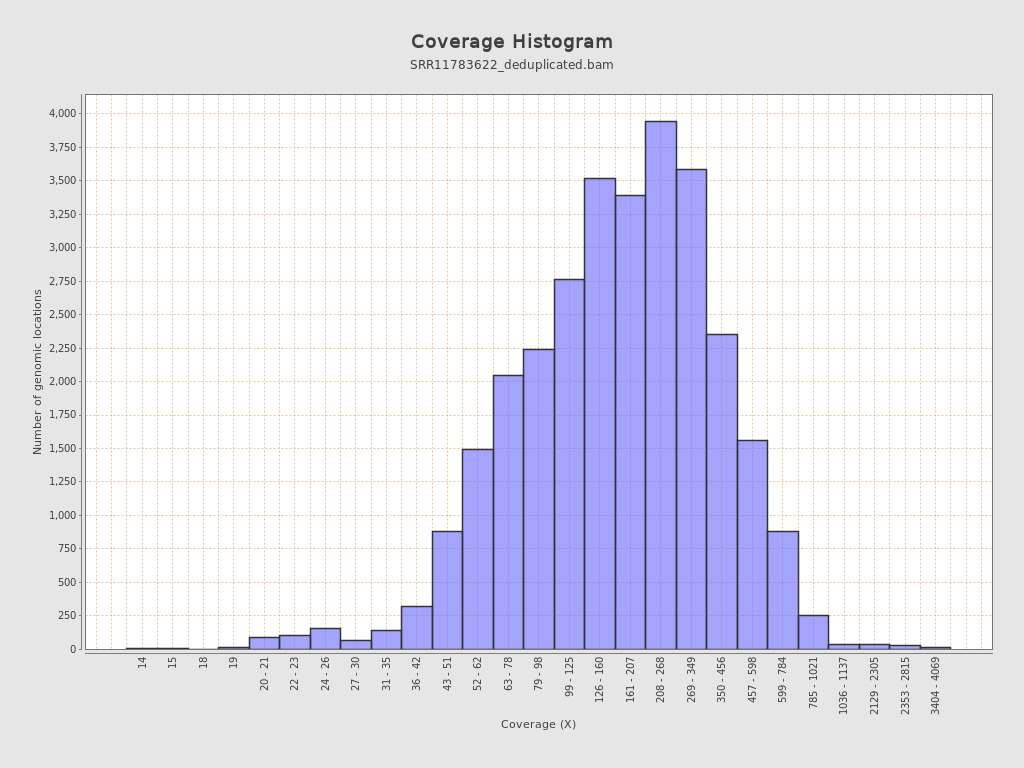 Coverage Histogram
SRR11783622_deduplicated.bam
Number of genomic locations
4,000
3,750
3,500
3,250
3,000
2,750
2,500
2,250
2,000
1,750
1,500
1,250
1,000
750
500
250
0
14
15
18
19
20 - 21
22 - 23
24 - 26
27 - 30
31 - 35
36 - 42
43 - 51
52 - 62
63 - 78
79 - 98
99 - 125
126 - 160
161 - 207
208 - 268
269 - 349
350 - 456
457 - 598
599 - 784
785 - 1021
1036 - 1137
2129 - 2305
2353 - 2815
3404 - 4069
Coverage (X)